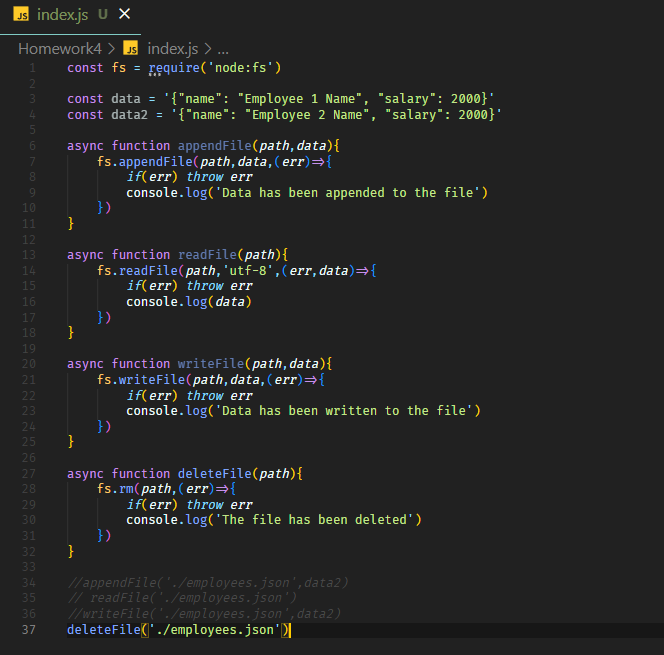 JS index.js U ×
Homework4 > JS index.js > ...
1 const fs = require('node:fs')
2
3 const data = '{"name": "Employee 1 Name", "salary": 2000}'
4 const data2 = '{"name": "Employee 2 Name", "salary": 2000}'
5
6 async function appendFile(path,data){
7 fs.appendFile(path,data,(err)=>{
8 if(err) throw err
9 console.log('Data has been appended to the file')
10 })
11 }
12
13 async function readFile(path){
14 fs.readFile(path,'utf-8',(err,data)=>{
15 if(err) throw err
16 console.log(data)
17 })
18 }
19
20 async function writeFile(path,data){
21 fs.writeFile(path,data,(err)=>{
22 if(err) throw err
23 console.log('Data has been written to the file')
24 })
25 }
26
27 async function deleteFile(path){
28 fs.rm(path,(err)=>{
29 if(err) throw err
30 console.log('The file has been deleted')
31 })
32 }
33
34 //appendFile('./employees.json',data2)
35 // readFile('./employees.json')
36 //writeFile('./employees.json',data2)
37 deleteFile('./employees.json')